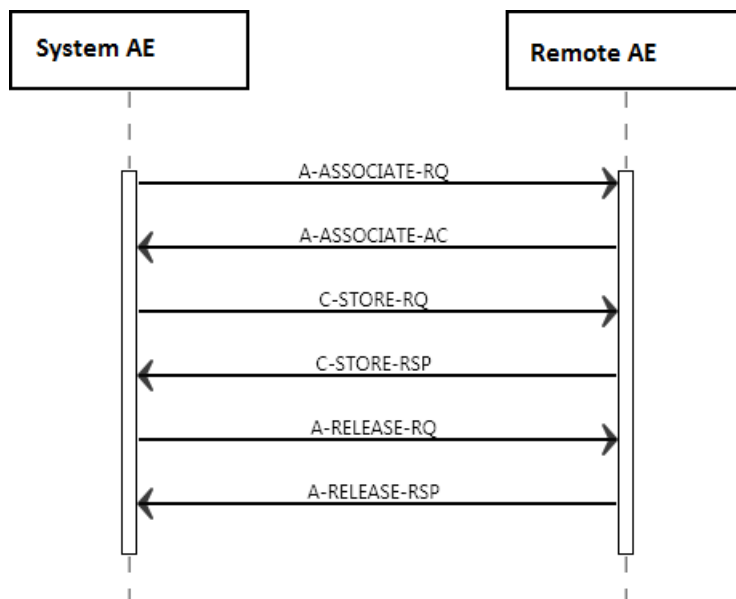 System AE
Remote AE
A-ASSOCIATE-RQ
A-ASSOCIATE-AC
C-STORE-RQ
C-STORE-RSP
A-RELEASE-RQ
A-RELEASE-RSP